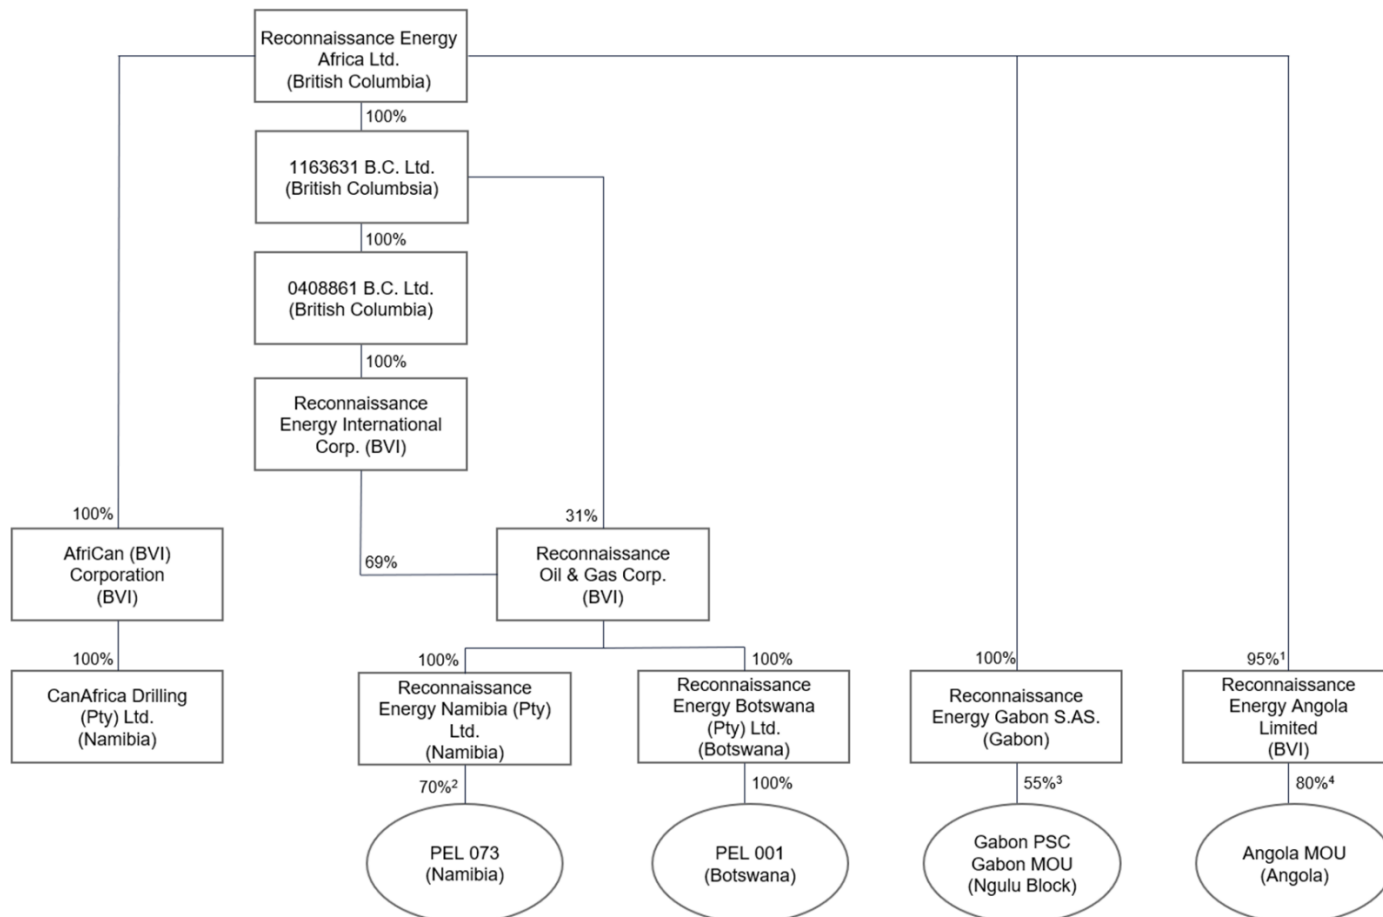 Reconnaissance Energy
Africa Ltd.
(British Columbia)
100%
1163631 B.C. Ltd.
(British Columbsia)
100%
0408861 B.C. Ltd.
(British Columbia)
100%
Reconnaissance
Energy International
Corp. (BVI)
100%
31%
69%
AfriCan (BVI)
Corporation
(BVI)
Reconnaissance
Oil & Gas Corp.
(BVI)
100%
100%
100%
100%
95%¹
CanAfrica Drilling
(Pty) Ltd.
(Namibia)
Reconnaissance
Energy Namibia (Pty)
Ltd.
(Namibia)
Reconnaissance
Energy Botswana
(Pty) Ltd.
(Botswana)
Reconnaissance
Energy Gabon S.AS.
(Gabon)
Reconnaissance
Energy Angola
Limited
(BVI)
70%²
100%
55%³
80%⁴
PEL 073
(Namibia)
PEL 001
(Botswana)
Gabon PSC
Gabon MOU
(Ngulu Block)
Angola MOU
(Angola)